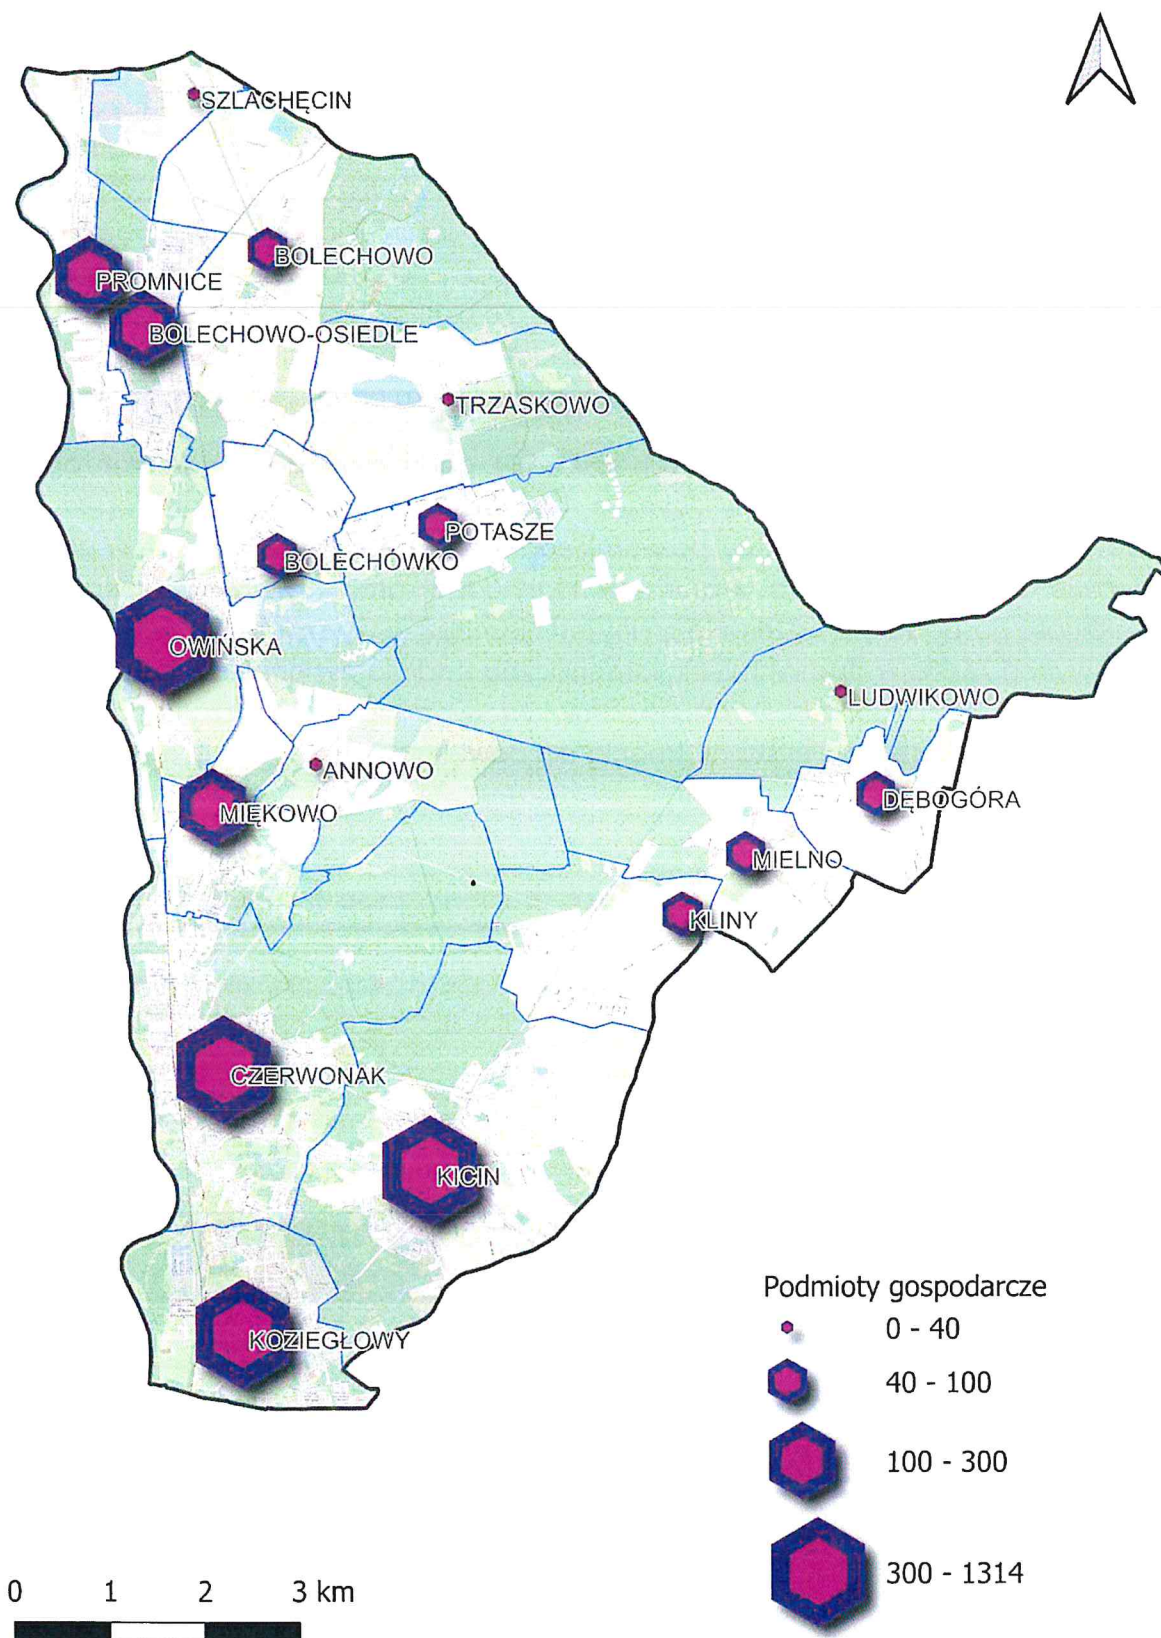 SZLACHĘCIN
BOLECHOWO
PROMNICE
BOLECHOWO-OSIEDLE
TRZASKOWO
POTASZE
BOLECHÓWKO
OWIŃSKA
LUDWIKOWO
ANNOWO
DĘBOGÓRA
MIĘKOWO
MIELNO
KLINY
CZERWONAK
KICIN
KOZIEGŁOWY
Podmioty gospodarcze
0 - 40
40 - 100
100 - 300
300 - 1314
0 1 2 3 km